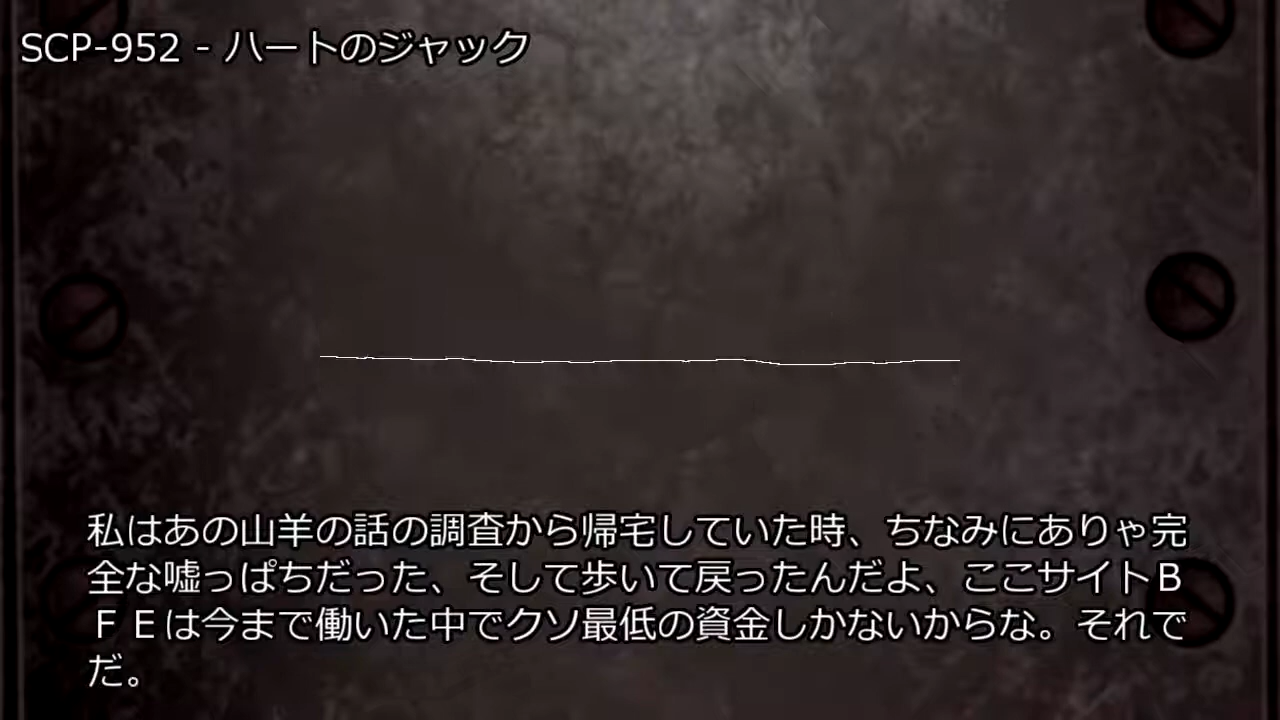 SCP-952 - ハートのジャック
私はあの山羊の話の調査から帰宅していた時、ちなみにありゃ完
全な嘘っぱちだった、そして歩いて戻ったんだよ、ここサイトＢ
ＦＥは今まで働いた中でクソ最低の資金しかないからな。それで
だ。